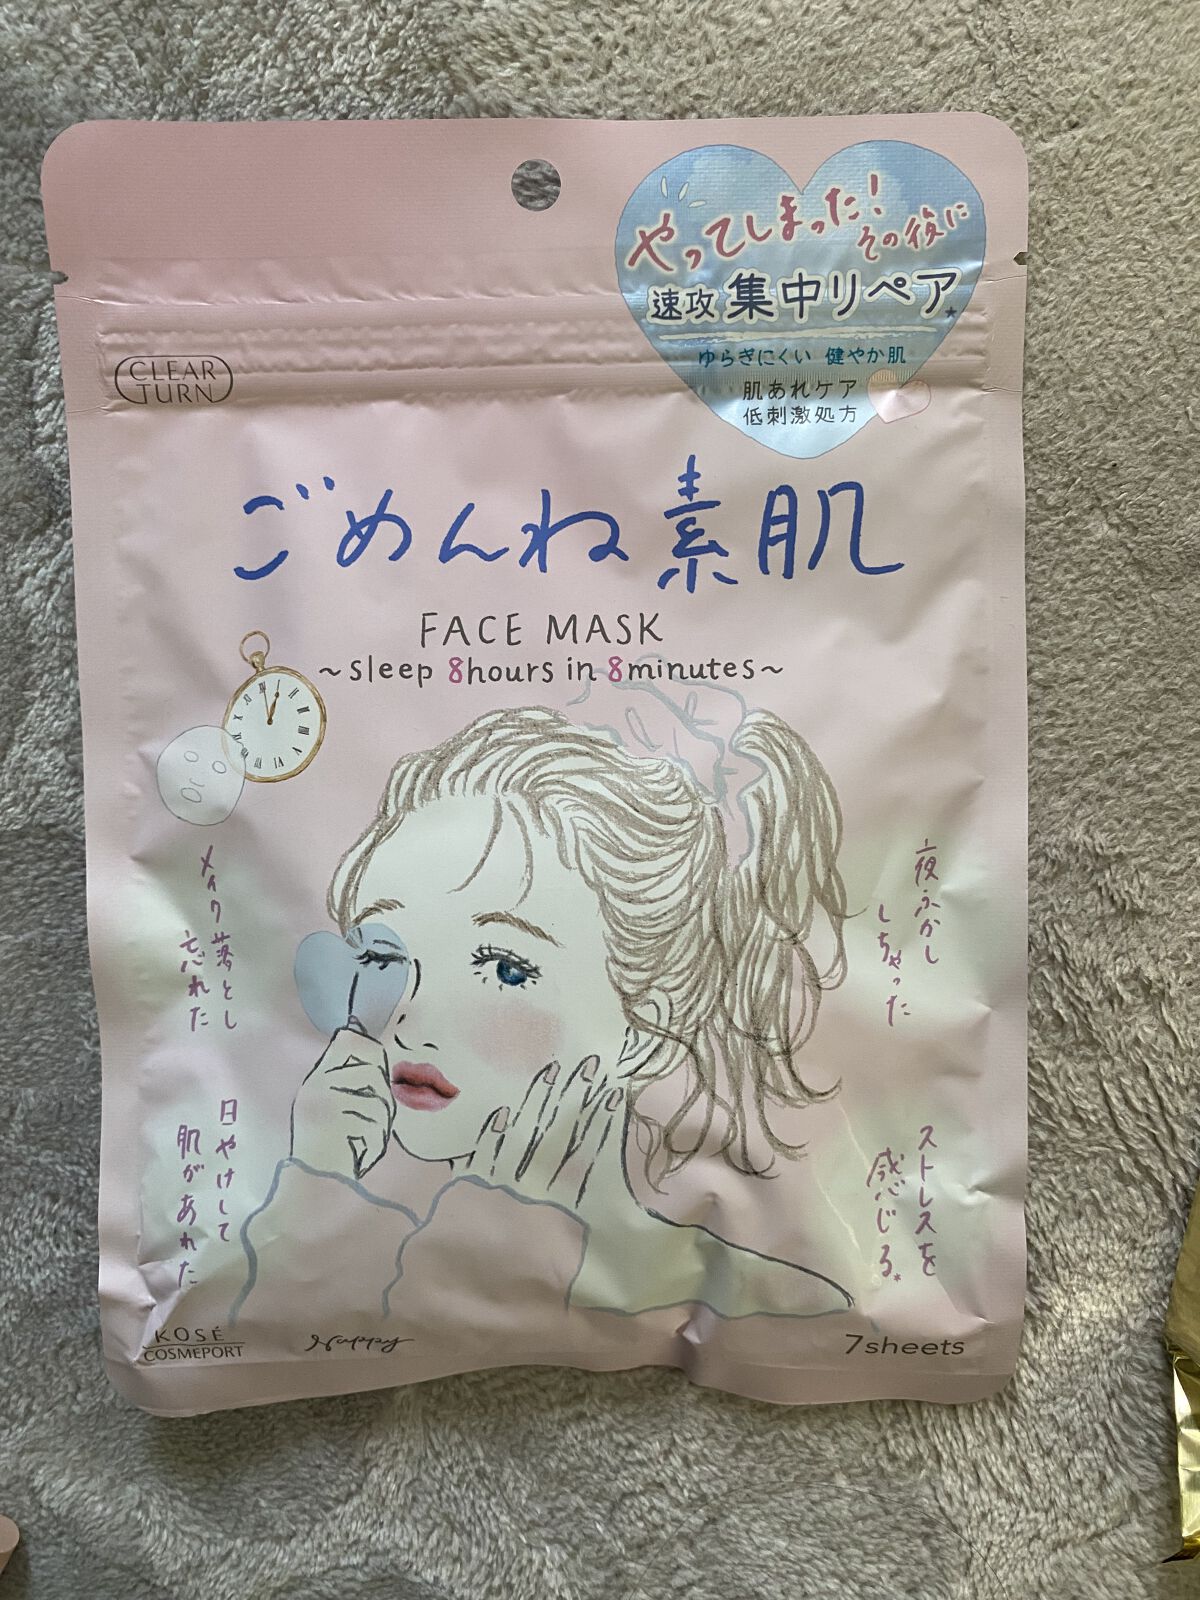 やってしまった!
その後に
速攻 集中リペア*
ゆらぎにくい 健やか肌
肌あれケア
低刺激処方
CLEAR
TURN
ごめんね素肌
FACE MASK
~sleep 8hours in 8minutes~
夜ふかし
しちゃった
メイク落とし
忘れた
ストレスを
感じる*
日やけして
肌があれた
KOSÉ
COSMEPORT
Nappy
7sheets